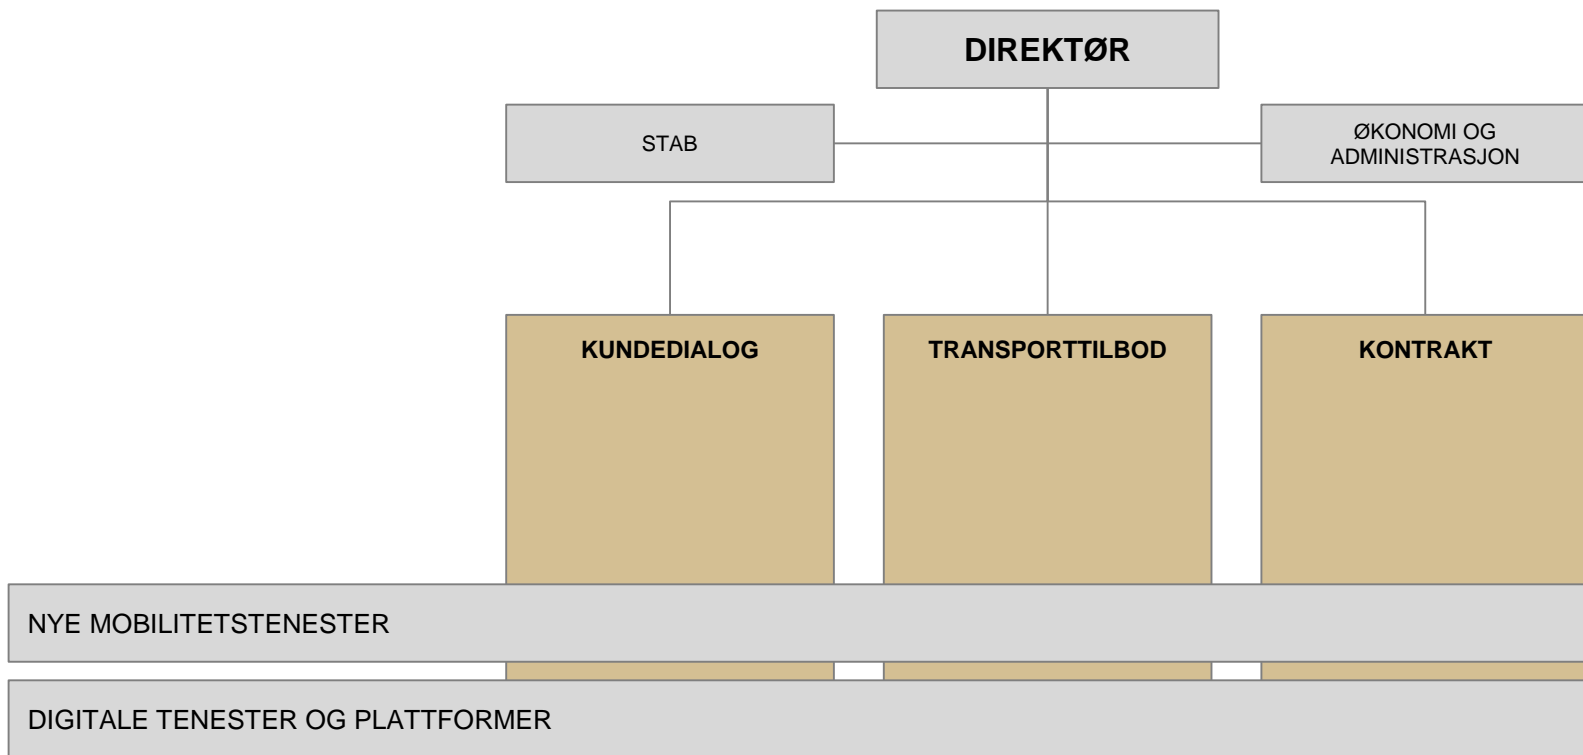 DIREKTØR
STAB
ØKONOMI OG
ADMINISTRASJON
KUNDEDIALOG
TRANSPORTTILBOD
KONTRAKT
NYE MOBILITETSTENESTER
DIGITALE TENESTER OG PLATTFORMER